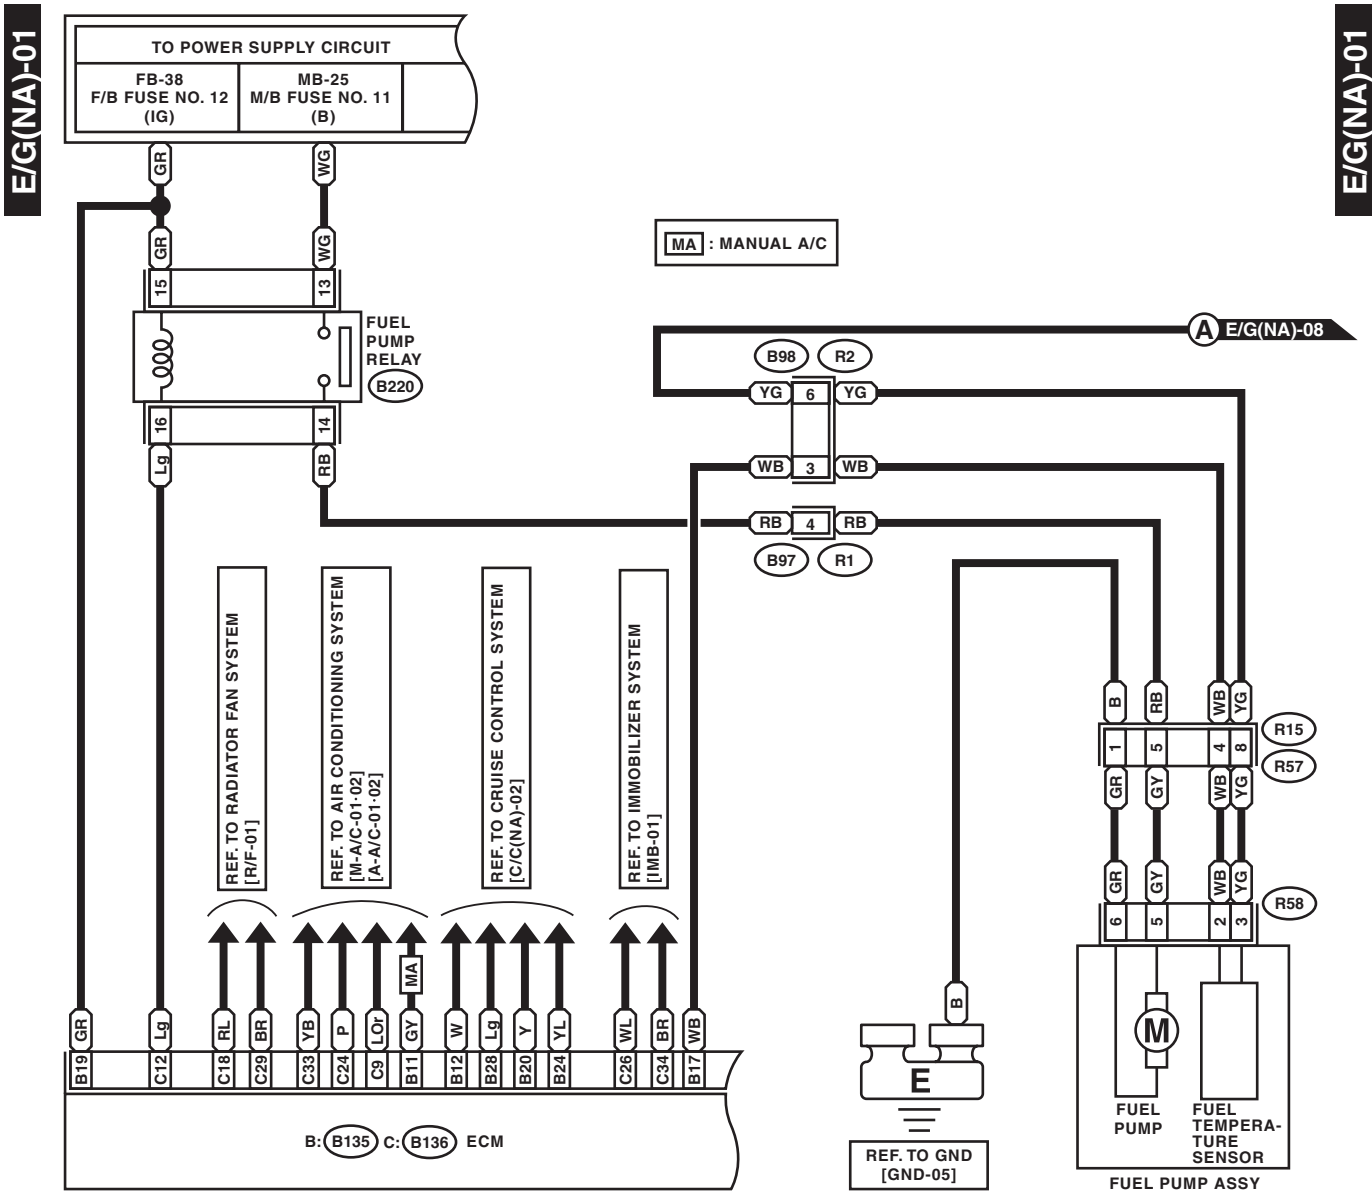 E/G(NA)-01
E/G(NA)-01
TO POWER SUPPLY CIRCUIT
FB-38
F/B FUSE NO. 12
(IG)
MB-25
M/B FUSE NO. 11
(B)
GR
WG
GR
WG
15
13
FUEL
PUMP
RELAY
B220
16
14
Lg
RB
MA : MANUAL A/C
A E/G(NA)-08
B98 R2
YG 6 YG
WB 3 WB
RB 4 RB
B97 R1
REF. TO RADIATOR FAN SYSTEM
[R/F-01]
REF. TO AIR CONDITIONING SYSTEM
[M-A/C-01·02]
[A-A/C-01·02]
REF. TO CRUISE CONTROL SYSTEM
[C/C(NA)-02]
REF. TO IMMOBILIZER SYSTEM
[IMB-01]
B RB WB YG
R15
1 5 4 8
R57
GR GY WB YG
GR GY WB YG
R58
6 5 2 3
MA
GR Lg RL BR YB P LOr GY W Lg Y YL WL BR WB
B19 C12 C18 C29 C33 C24 C9 B11 B12 B28 B20 B24 C26 C34 B17
B: B135 C: B136 ECM
B
E
REF. TO GND
[GND-05]
M
FUEL
PUMP
FUEL
TEMPERA-
TURE
SENSOR
FUEL PUMP ASSY